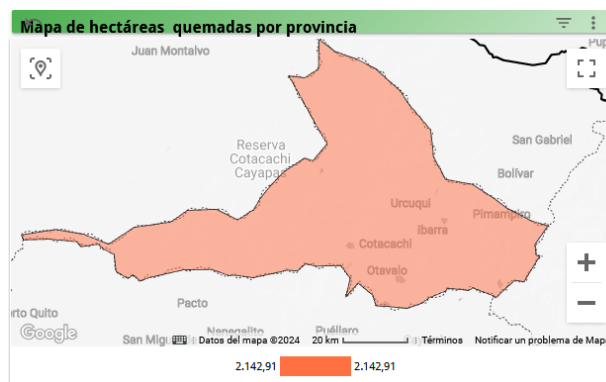 Mapa de hectáreas quemadas por provincia
Juan Montalvo
San Gabriel
Reserva
Cotacachi
Cayapas
Bolívar
Urcuqui
Pimampiro
Ibarra
Cotacachi
Otavalo
Pacto
rto Quito
Nanegalito
Puéllaro
Google
San Migu
Datos del mapa ©2024
20 km
Términos
Notificar un problema de Map
2.142,91
2.142,91